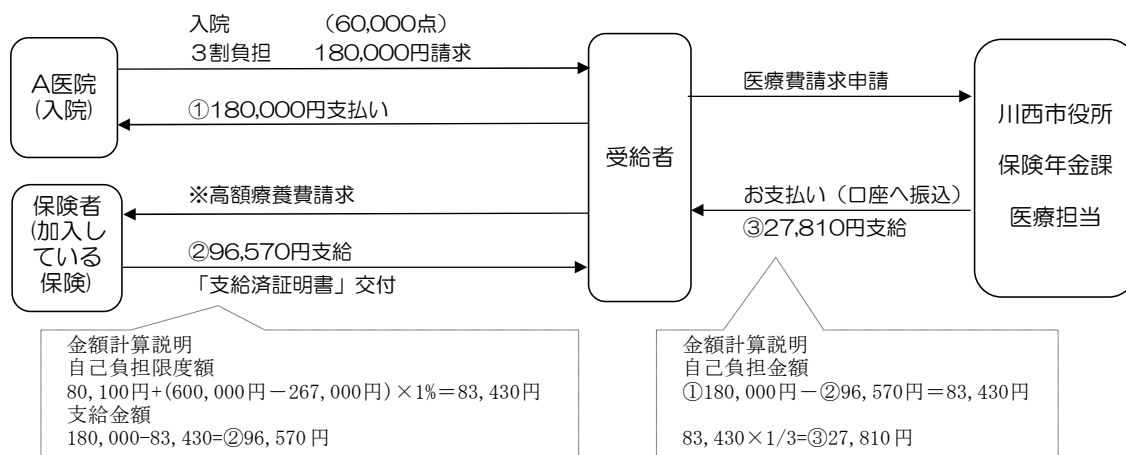 入院　　　（60,000点）
３割負担　　180,000円請求
A医院
(入院)
①180,000円支払い
受給者
医療費請求申請
川西市役所
保険年金課
医療担当
※高額療養費請求
お支払い（口座へ振込）
③27,810円支給
保険者
(加入し
ている
保険)
②96,570円支給
「支給済証明書」交付
金額計算説明
自己負担限度額
80,100円+(600,000円－267,000円)×1%＝83,430円
支給金額
180,000-83,430=②96,570円
金額計算説明
自己負担金額
①180,000円－②96,570円＝83,430円
83,430×1/3=③27,810円